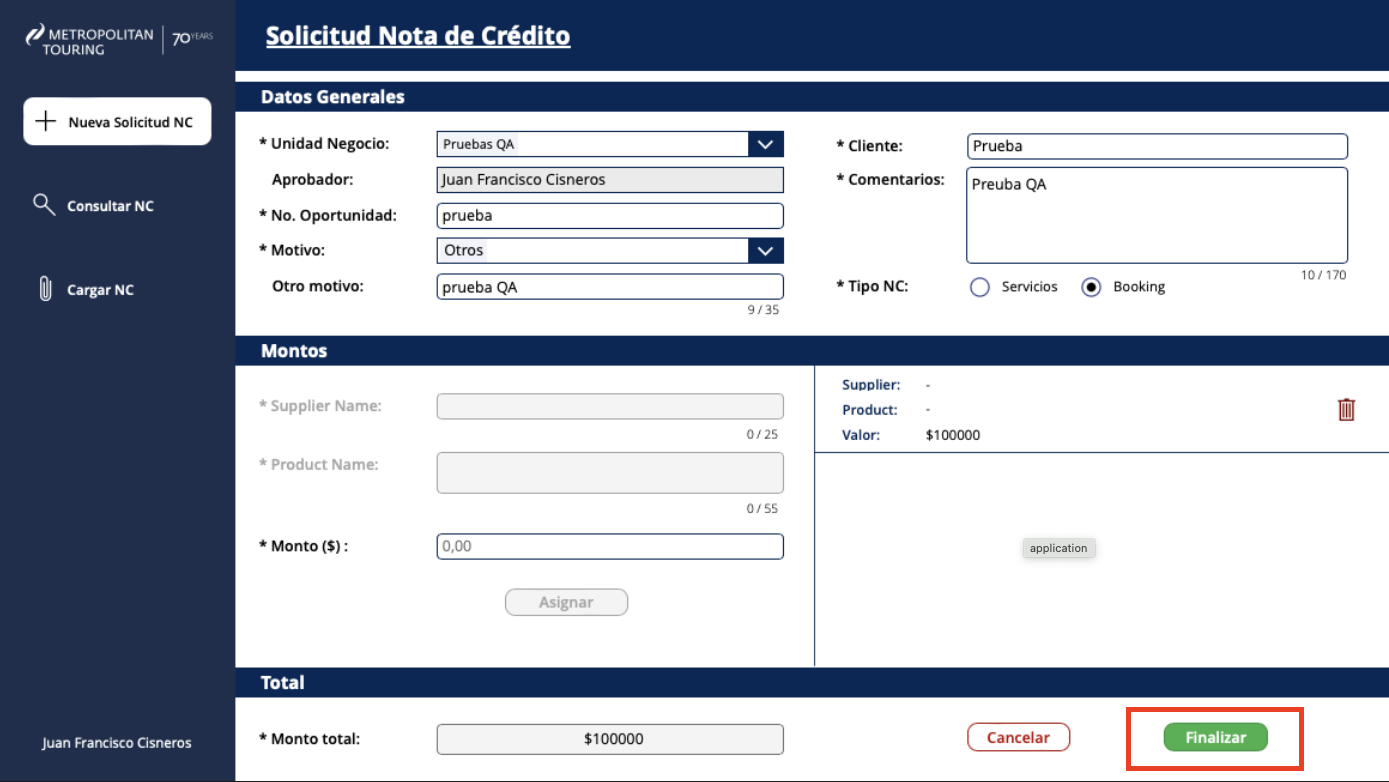 METROPOLITAN TOURING
70 YEARS
Solicitud Nota de Crédito
Nueva Solicitud NC
Consultar NC
Cargar NC
Juan Francisco Cisneros
Datos Generales
* Unidad Negocio:
Pruebas QA
Aprobador:
Juan Francisco Cisneros
* No. Oportunidad:
prueba
* Motivo:
Otros
Otro motivo:
prueba QA
9 / 35
* Cliente:
Prueba
* Comentarios:
Preuba QA
10 / 170
* Tipo NC:
Servicios
Booking
Montos
* Supplier Name:
0 / 25
* Product Name:
0 / 55
* Monto ($) :
0,00
Asignar
Supplier: -
Product: -
Valor: $100000
application
Total
* Monto total:
$100000
Cancelar
Finalizar